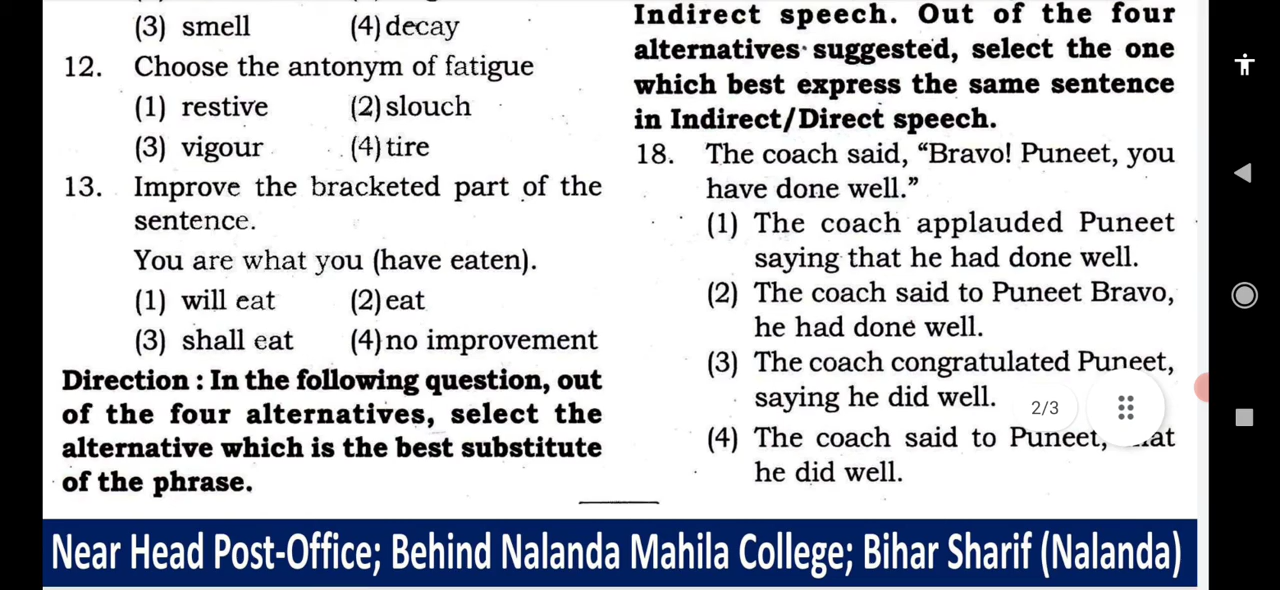 (3) smell (4) decay
12. Choose the antonym of fatigue
(1) restive (2) slouch
(3) vigour (4) tire
13. Improve the bracketed part of the
sentence.
You are what you (have eaten).
(1) will eat (2) eat
(3) shall eat (4) no improvement
Direction : In the following question, out
of the four alternatives, select the
alternative which is the best substitute
of the phrase.
Indirect speech. Out of the four
alternatives suggested, select the one
which best express the same sentence
in Indirect/Direct speech.
18. The coach said, “Bravo! Puneet, you
have done well.”
(1) The coach applauded Puneet
saying that he had done well.
(2) The coach said to Puneet Bravo,
he had done well.
(3) The coach congratulated Puneet,
saying he did well.
(4) The coach said to Puneet,
he did well.
2/3
Near Head Post-Office; Behind Nalanda Mahila College; Bihar Sharif (Nalanda)